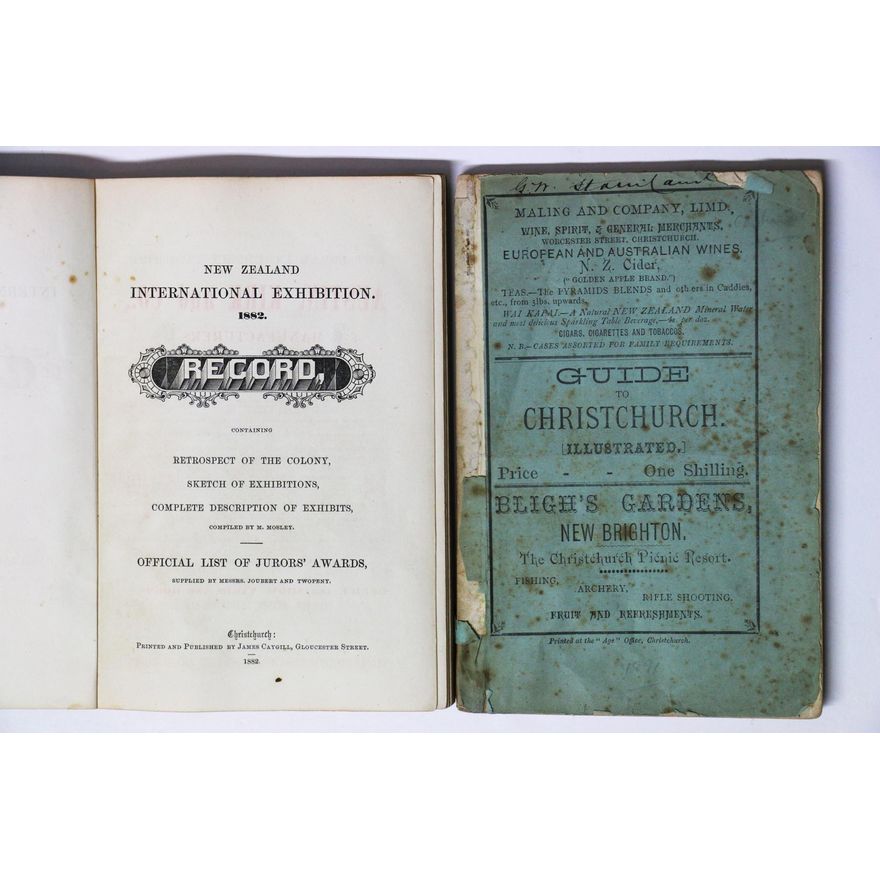 NEW ZEALAND
INTERNATIONAL EXHIBITION.
1882.
RECORD,
CONTAINING
RETROSPECT OF THE COLONY,
SKETCH OF EXHIBITIONS,
COMPLETE DESCRIPTION OF EXHIBITS,
COMPILED BY M. MOSLEY.
OFFICIAL LIST OF JURORS' AWARDS,
SUPPLIED BY MESSRS. JOUBERT AND TWOPENY.
Christchurch:
PRINTED AND PUBLISHED BY JAMES CAYGILL, GLOUCESTER STREET.
1882.
G. W.
MALING AND COMPANY, LIMD.,
WINE, SPIRIT, & GENERAL MERCHANTS,
WORCESTER STREET, CHRISTCHURCH.
EUROPEAN AND AUSTRALIAN WINES.
N. Z. Cider,
("GOLDEN APPLE BRAND.")
TEAS.—The PYRAMIDS BLENDS and others in Caddies,
etc., from 3lbs. upwards.
WAI KAPAI.—A Natural NEW ZEALAND Mineral Water
and most delicious Sparkling Table Beverage,— per doz.
CIGARS, CIGARETTES AND TOBACCOS.
N. B.—CASES ASSORTED FOR FAMILY REQUIREMENTS.
GUIDE
TO
CHRISTCHURCH.
[ILLUSTRATED.]
Price - - One Shilling.
BLIGH'S GARDENS,
NEW BRIGHTON.
The Christchurch Picnic Resort.
FISHING,
ARCHERY,
RIFLE SHOOTING,
FRUIT AND REFRESHMENTS.
Printed at the "Age" Office, Christchurch.